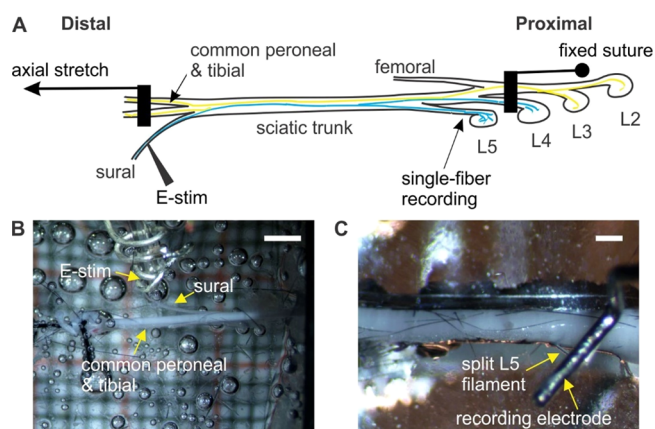 A
Distal
Proximal
common peroneal
& tibial
fixed suture
axial stretch
femoral
sciatic trunk
L5
L4
L3
L2
sural
E-stim
single-fiber
recording
B
E-stim
sural
common peroneal
& tibial
C
split L5
filament
recording electrode